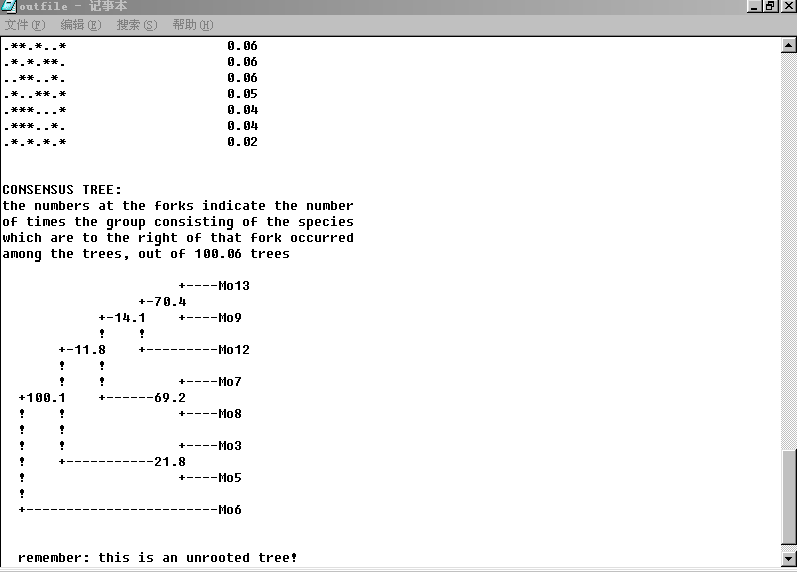 outfile - 记事本
文件(F) 编辑(E) 搜索(S) 帮助(H)
.**.*..*                    0.06
.*.*.**.                    0.06
..**..*.                    0.06
.*..**.*                    0.05
.***...*                    0.04
.***..*.                    0.04
.*.*.*.*                    0.02
CONSENSUS TREE:
the numbers at the forks indicate the number
of times the group consisting of the species
which are to the right of that fork occurred
among the trees, out of 100.06 trees
                      +----Mo13
                 +-70.4
            +-14.1    +----Mo9
            !    !
       +-11.8    +---------Mo12
       !    !
       !    !         +----Mo7
  +100.1    +------69.2
  !    !              +----Mo8
  !    !
  !    !              +----Mo3
  !    +-----------21.8
  !                   +----Mo5
  !
  +------------------------Mo6
  remember: this is an unrooted tree!